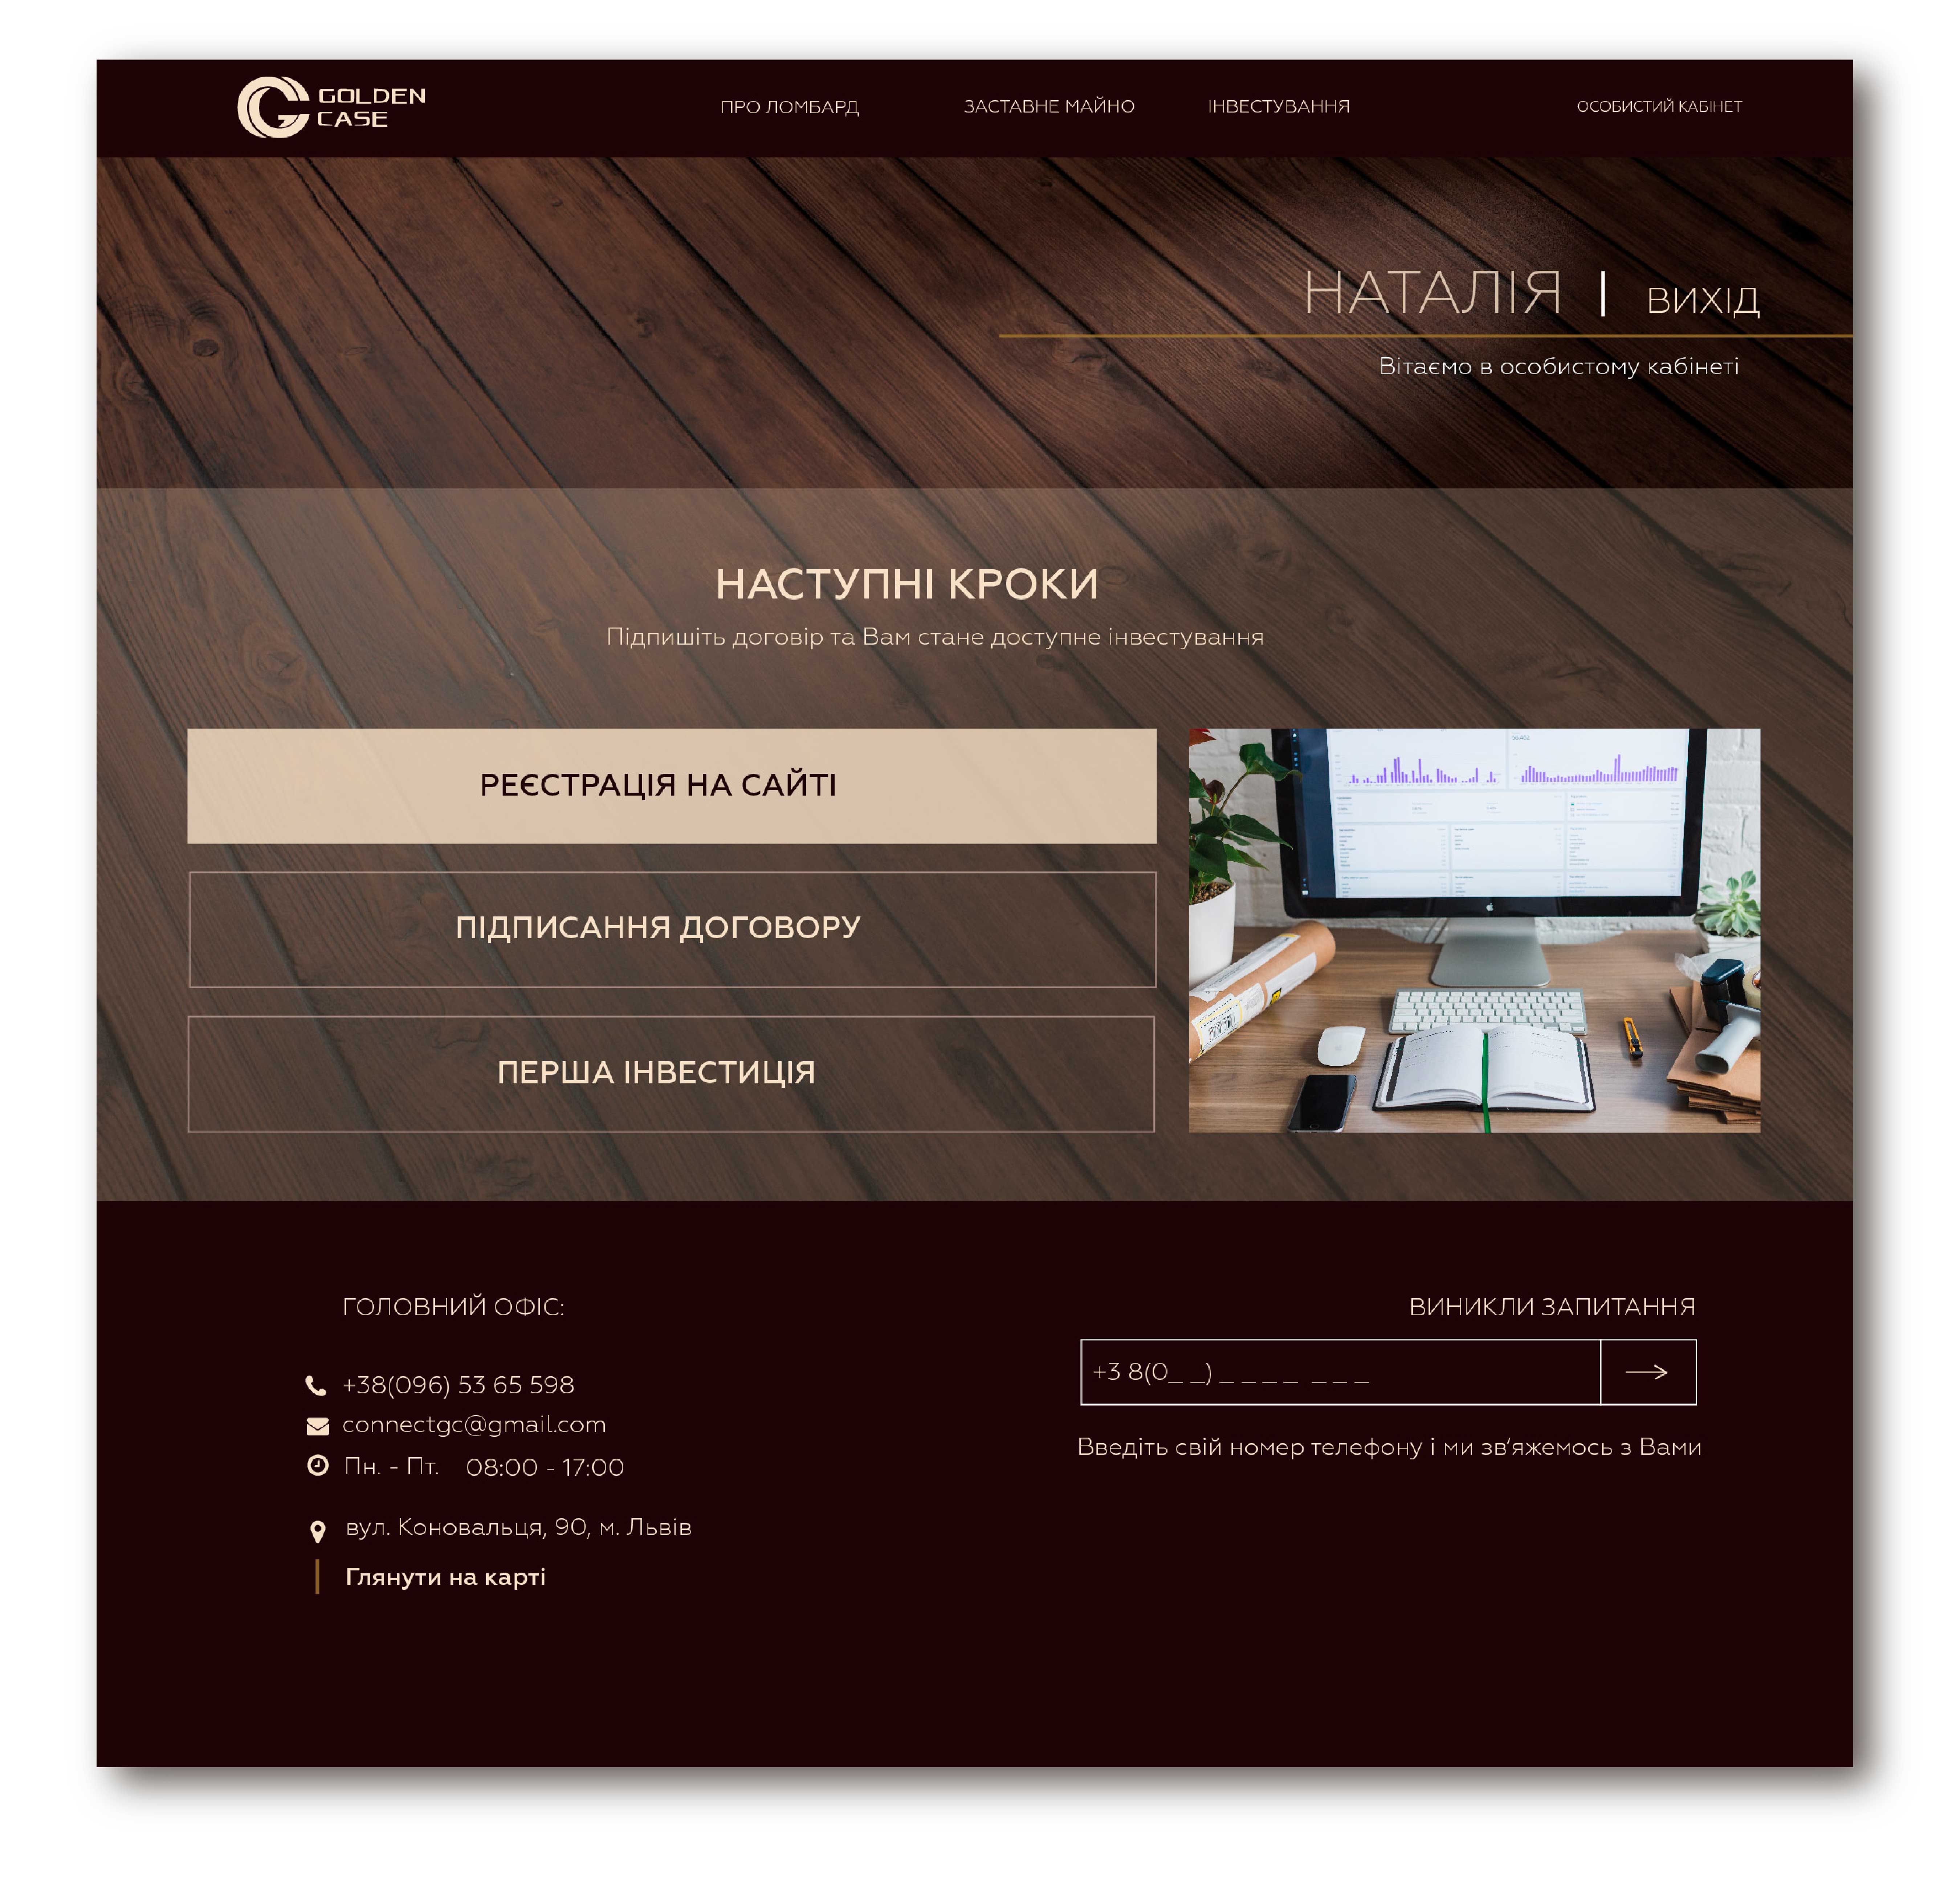 GOLDEN
CASE
ПРО ЛОМБАРД
ЗАСТАВНЕ МАЙНО
ІНВЕСТУВАННЯ
ОСОБИСТИЙ КАБІНЕТ
НАТАЛІЯ | ВИХІД
Вітаємо в особистому кабінеті
НАСТУПНІ КРОКИ
Підпишіть договір та Вам стане доступне інвестування
РЕЄСТРАЦІЯ НА САЙТІ
ПІДПИСАННЯ ДОГОВОРУ
ПЕРША ІНВЕСТИЦІЯ
ГОЛОВНИЙ ОФІС:
+38(096) 53 65 598
connectgc@gmail.com
Пн. - Пт. 08:00 - 17:00
вул. Коновальця, 90, м. Львів
Глянути на карті
ВИНИКЛИ ЗАПИТАННЯ
+3 8(0_ _) _ _ _ _ _ _ _
Введіть свій номер телефону і ми зв’яжемось з Вами